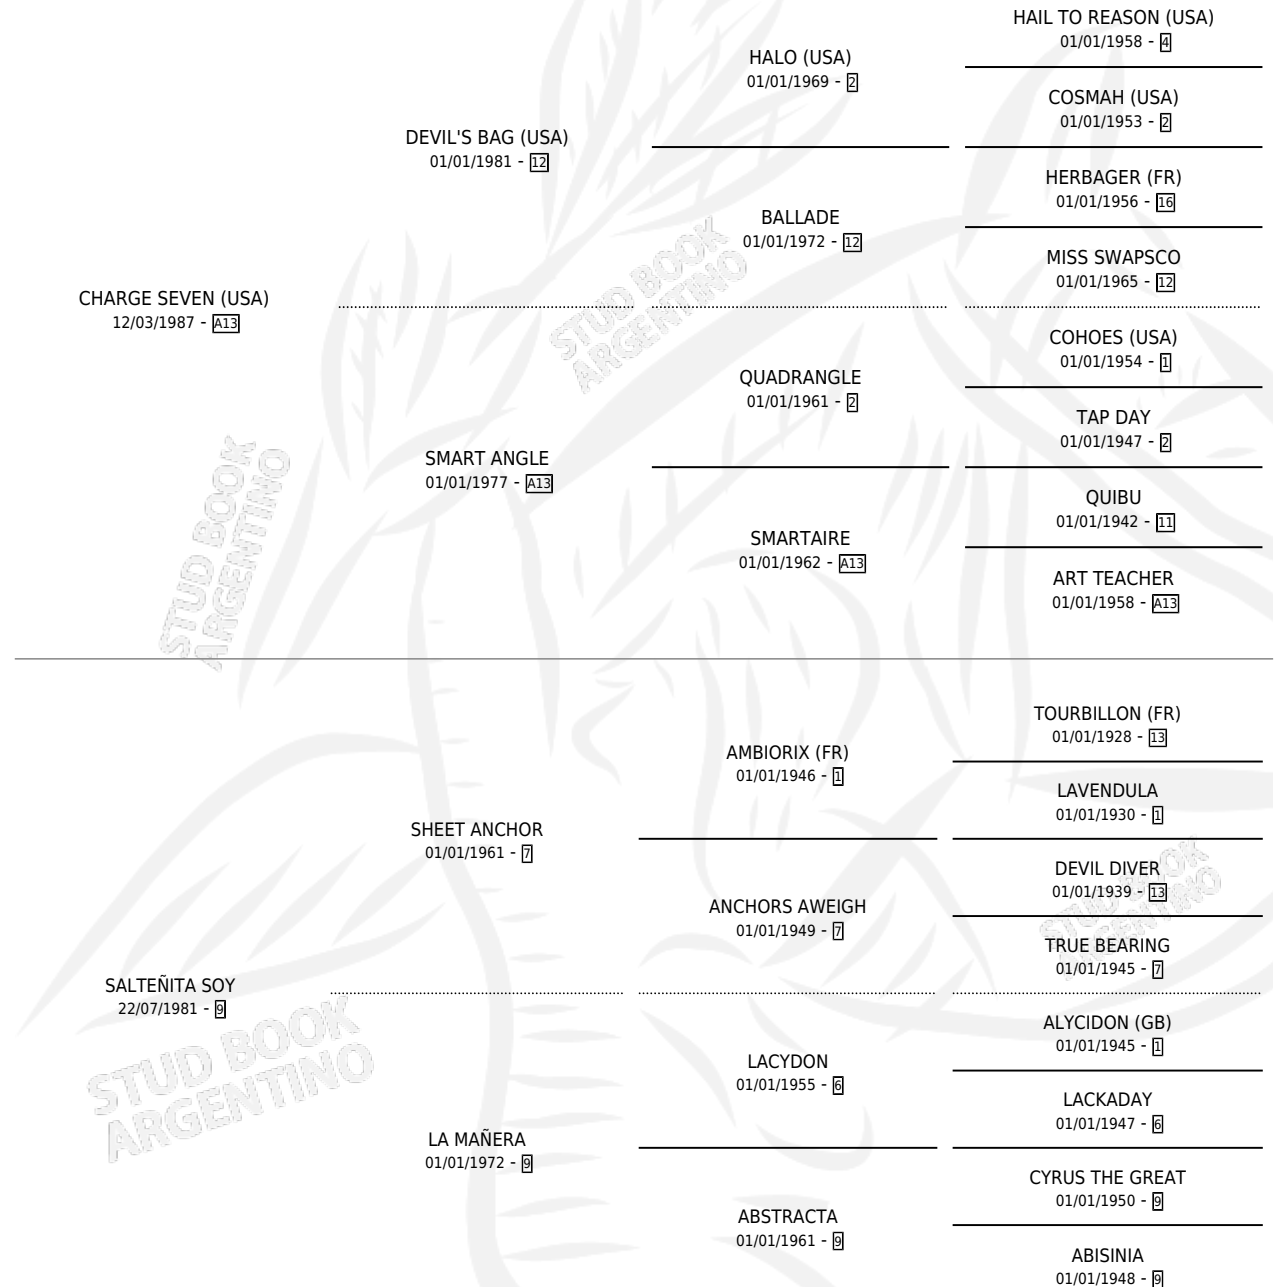 HAIL TO REASON (USA)
01/01/1958 - 4
HALO (USA)
01/01/1969 - 2
COSMAH (USA)
01/01/1953 - 2
DEVIL'S BAG (USA)
01/01/1981 - 12
HERBAGER (FR)
01/01/1956 - 16
BALLADE
01/01/1972 - 12
MISS SWAPSCO
01/01/1965 - 12
CHARGE SEVEN (USA)
12/03/1987 - A13
COHOES (USA)
01/01/1954 - 1
QUADRANGLE
01/01/1961 - 2
TAP DAY
01/01/1947 - 2
SMART ANGLE
01/01/1977 - A13
QUIBU
01/01/1942 - 11
SMARTAIRE
01/01/1962 - A13
ART TEACHER
01/01/1958 - A13
TOURBILLON (FR)
01/01/1928 - 13
AMBIORIX (FR)
01/01/1946 - 1
LAVENDULA
01/01/1930 - 1
SHEET ANCHOR
01/01/1961 - 7
DEVIL DIVER
01/01/1939 - 13
ANCHORS AWEIGH
01/01/1949 - 7
TRUE BEARING
01/01/1945 - 7
SALTEÑITA SOY
22/07/1981 - 9
ALYCIDON (GB)
01/01/1945 - 1
LACYDON
01/01/1955 - 6
LACKADAY
01/01/1947 - 6
LA MAÑERA
01/01/1972 - 9
CYRUS THE GREAT
01/01/1950 - 9
ABSTRACTA
01/01/1961 - 9
ABISINIA
01/01/1948 - 9
STUD BOOK
ARGENTINO
STUD BOOK
ARGENTINO
STUD BOOK
ARGENTINO
STUD BOOK
ARGENTINO